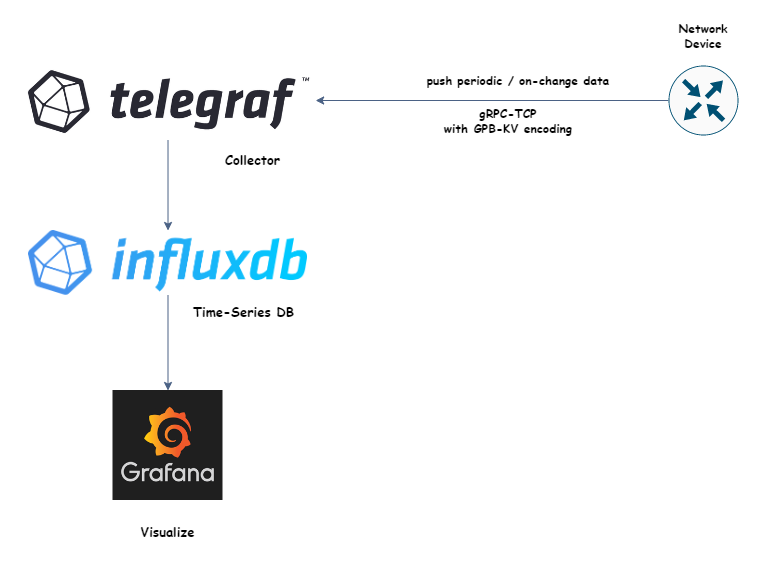 Network
Device
telegraf™
push periodic / on-change data
gRPC-TCP
with GPB-KV encoding
Collector
influxdb
Time-Series DB
Grafana
Visualize